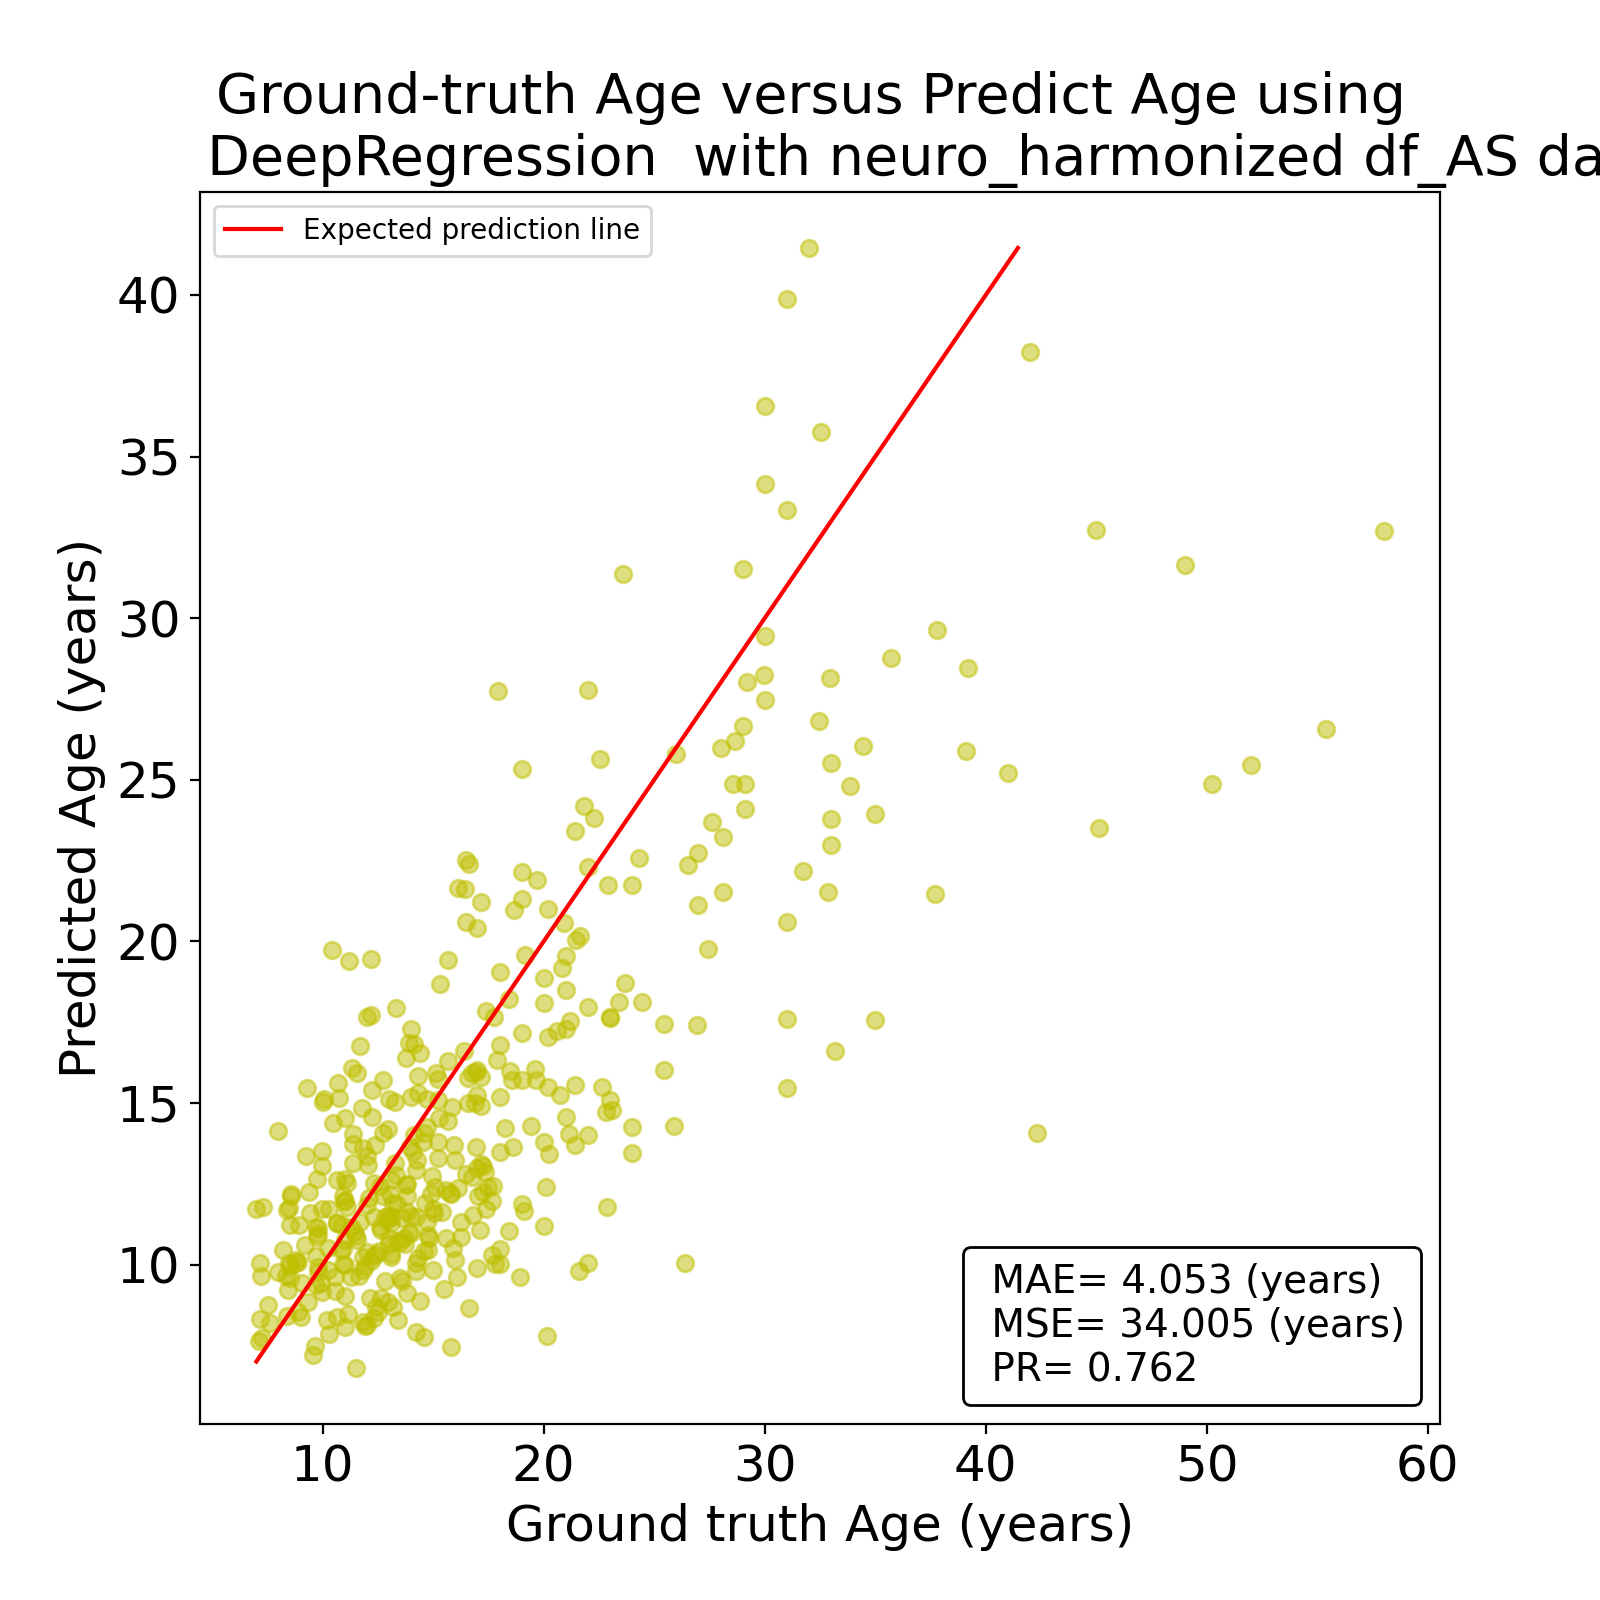 Ground-truth Age versus Predict Age using
DeepRegression  with neuro_harmonized df_AS da
Expected prediction line
40
35
30
25
20
15
10
Predicted Age (years)
MAE= 4.053 (years)
MSE= 34.005 (years)
PR= 0.762
10 20 30 40 50 60
Ground truth Age (years)